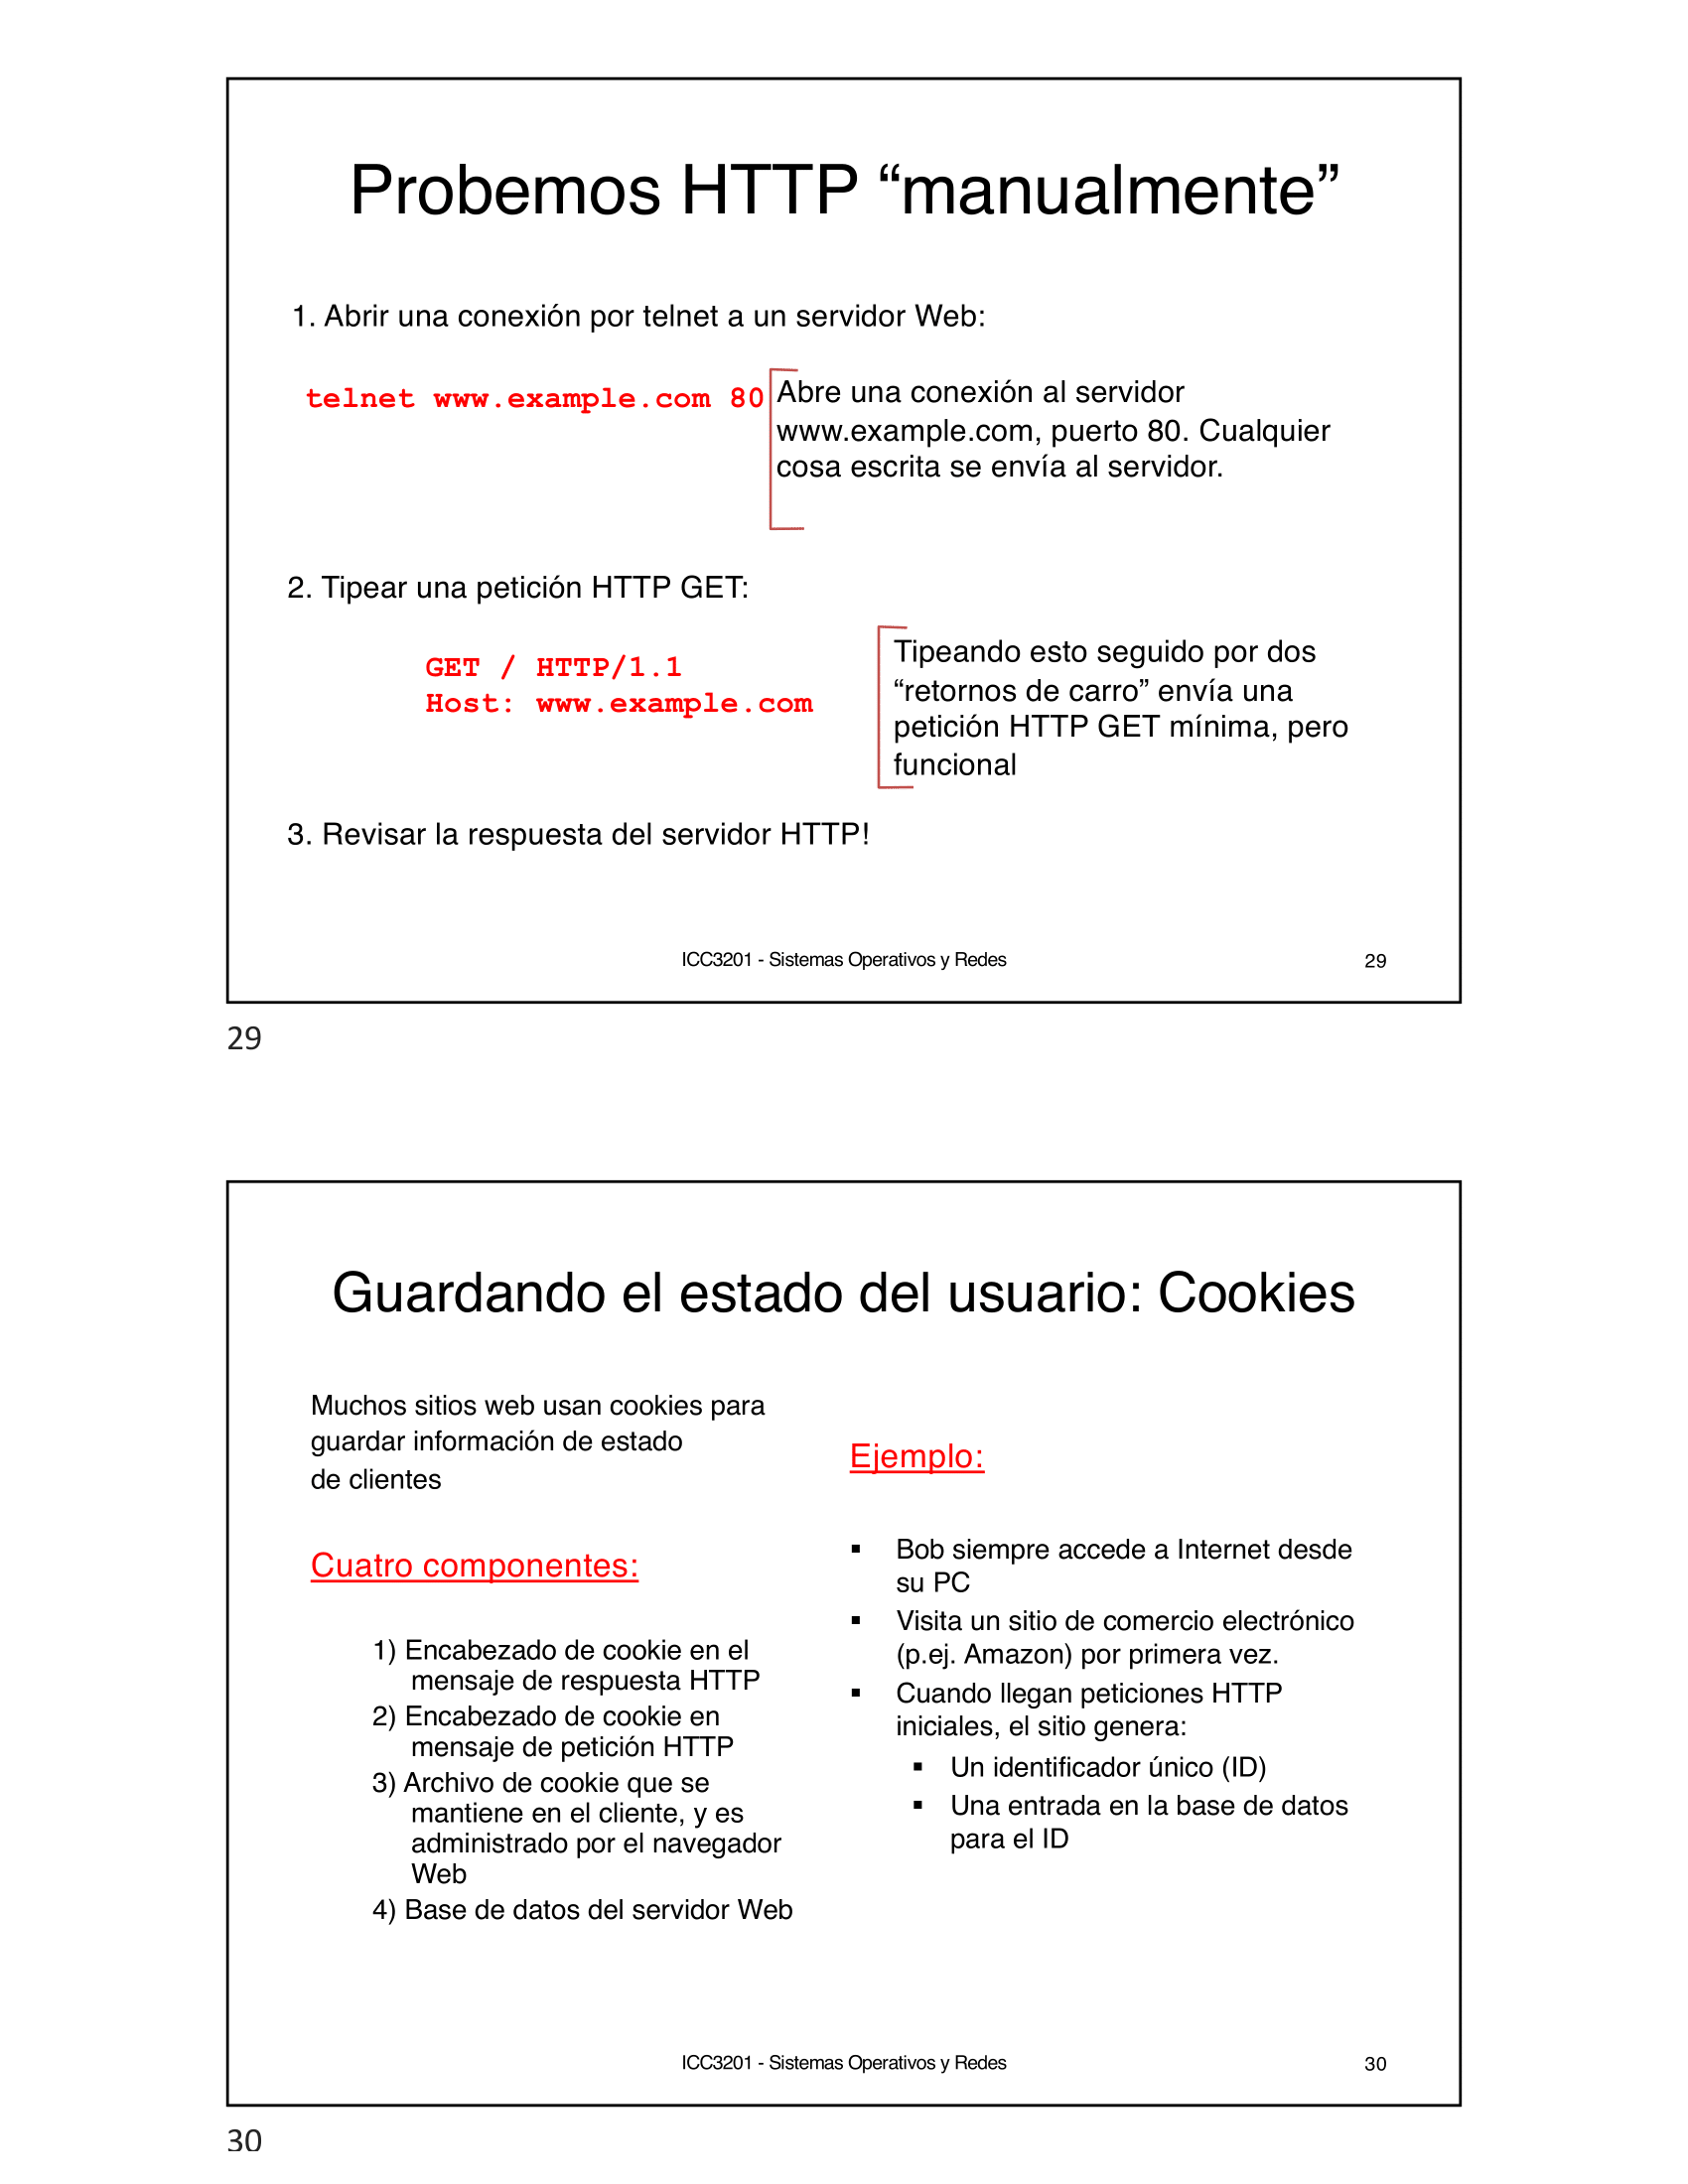 Probemos HTTP “manualmente”
1. Abrir una conexión por telnet a un servidor Web:
telnet www.example.com 80
Abre una conexión al servidor
www.example.com, puerto 80. Cualquier
cosa escrita se envía al servidor.
2. Tipear una petición HTTP GET:
GET / HTTP/1.1
Host: www.example.com
Tipeando esto seguido por dos
“retornos de carro” envía una
petición HTTP GET mínima, pero
funcional
3. Revisar la respuesta del servidor HTTP!
ICC3201 - Sistemas Operativos y Redes
29
29
Guardando el estado del usuario: Cookies
Muchos sitios web usan cookies para
guardar información de estado
de clientes
Cuatro componentes:
1) Encabezado de cookie en el
mensaje de respuesta HTTP
2) Encabezado de cookie en
mensaje de petición HTTP
3) Archivo de cookie que se
mantiene en el cliente, y es
administrado por el navegador
Web
4) Base de datos del servidor Web
Ejemplo:
▪ Bob siempre accede a Internet desde
su PC
▪ Visita un sitio de comercio electrónico
(p.ej. Amazon) por primera vez.
▪ Cuando llegan peticiones HTTP
iniciales, el sitio genera:
▪ Un identificador único (ID)
▪ Una entrada en la base de datos
para el ID
ICC3201 - Sistemas Operativos y Redes
30
30